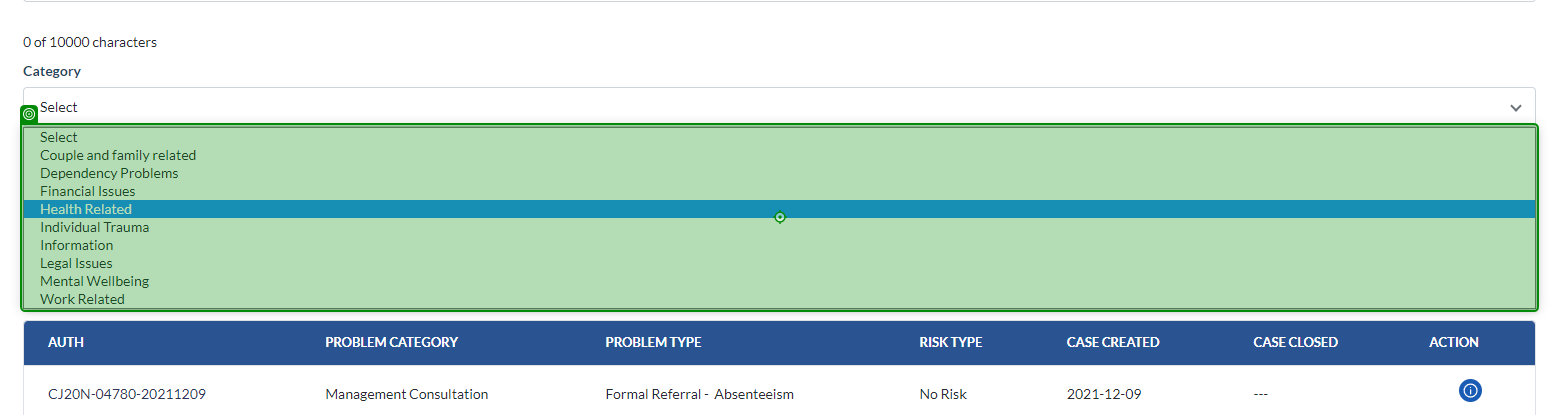 0 of 10000 characters
Category
Select
Select
Couple and family related
Dependency Problems
Financial Issues
Health Related
Individual Trauma
Information
Legal Issues
Mental Wellbeing
Work Related
AUTH PROBLEM CATEGORY PROBLEM TYPE RISK TYPE CASE CREATED CASE CLOSED ACTION
CJ20N-04780-20211209 Management Consultation Formal Referral - Absenteeism No Risk 2021-12-09 ---